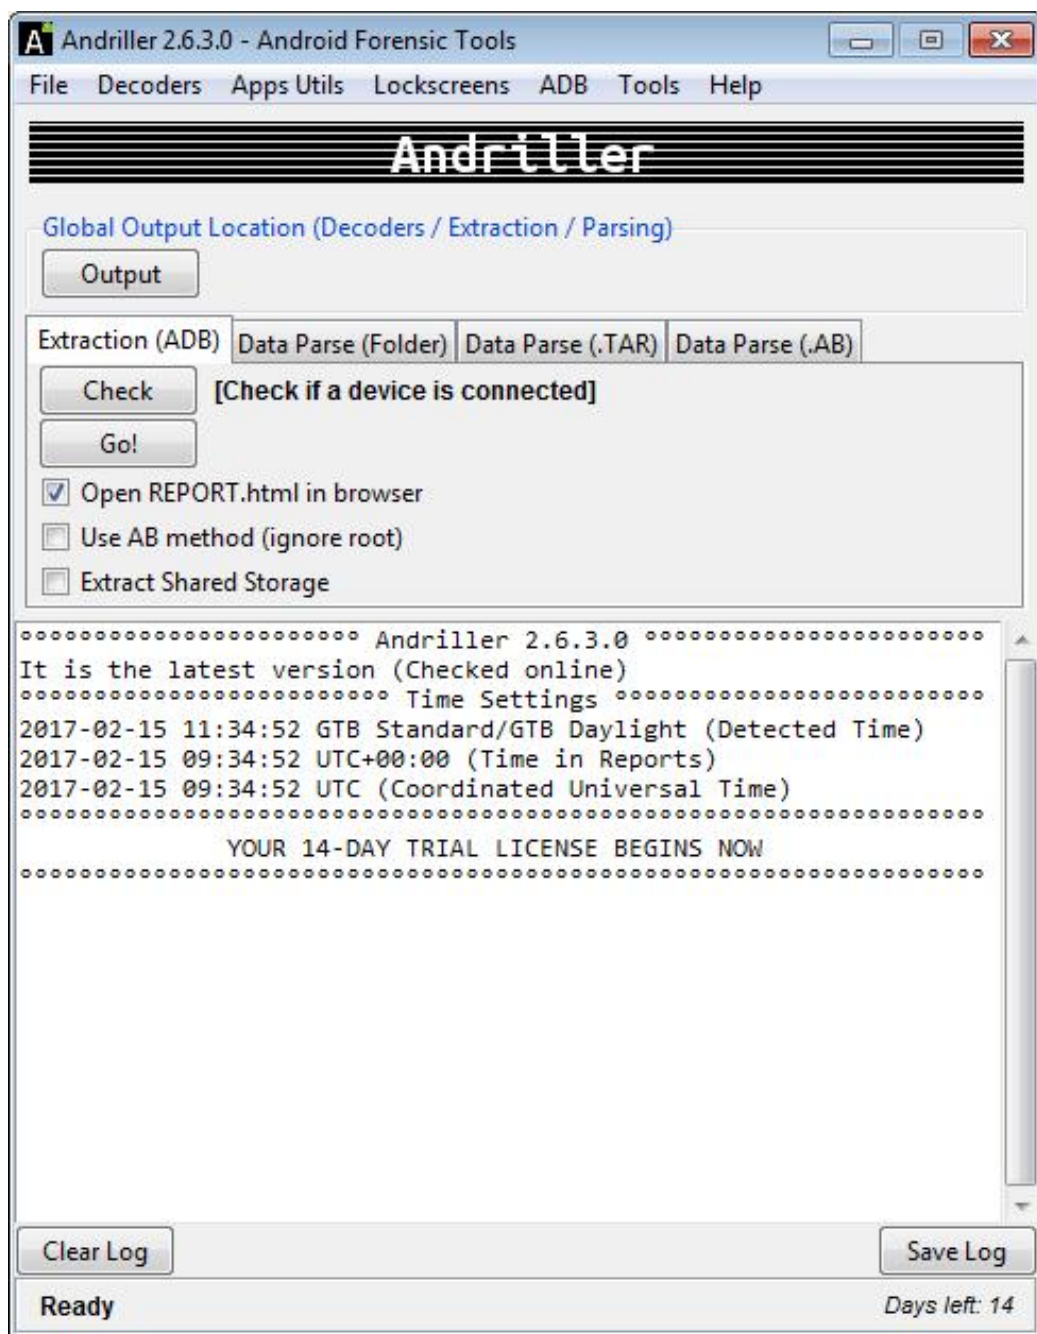 Andriller 2.6.3.0 - Android Forensic Tools
File Decoders Apps Utils Lockscreens ADB Tools Help
Andriller
Global Output Location (Decoders / Extraction / Parsing)
Output
Extraction (ADB) Data Parse (Folder) Data Parse (.TAR) Data Parse (.AB)
Check [Check if a device is connected]
Go!
Open REPORT.html in browser
Use AB method (ignore root)
Extract Shared Storage
°°°°°°°°°°°°°°°°°°°°°°° Andriller 2.6.3.0 °°°°°°°°°°°°°°°°°°°°°°°
It is the latest version (Checked online)
°°°°°°°°°°°°°°°°°°°°°°°°° Time Settings °°°°°°°°°°°°°°°°°°°°°°°°°
2017-02-15 11:34:52 GTB Standard/GTB Daylight (Detected Time)
2017-02-15 09:34:52 UTC+00:00 (Time in Reports)
2017-02-15 09:34:52 UTC (Coordinated Universal Time)
°°°°°°°°°°°°°°°°°°°°°°°°°°°°°°°°°°°°°°°°°°°°°°°°°°°°°°°°°°°°°°°°°
YOUR 14-DAY TRIAL LICENSE BEGINS NOW
°°°°°°°°°°°°°°°°°°°°°°°°°°°°°°°°°°°°°°°°°°°°°°°°°°°°°°°°°°°°°°°°°
Clear Log Save Log
Ready Days left: 14